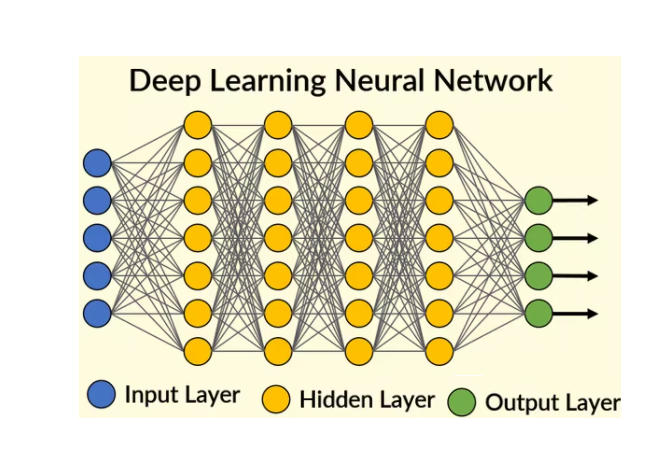 Deep Learning Neural Network
Input Layer
Hidden Layer
Output Layer